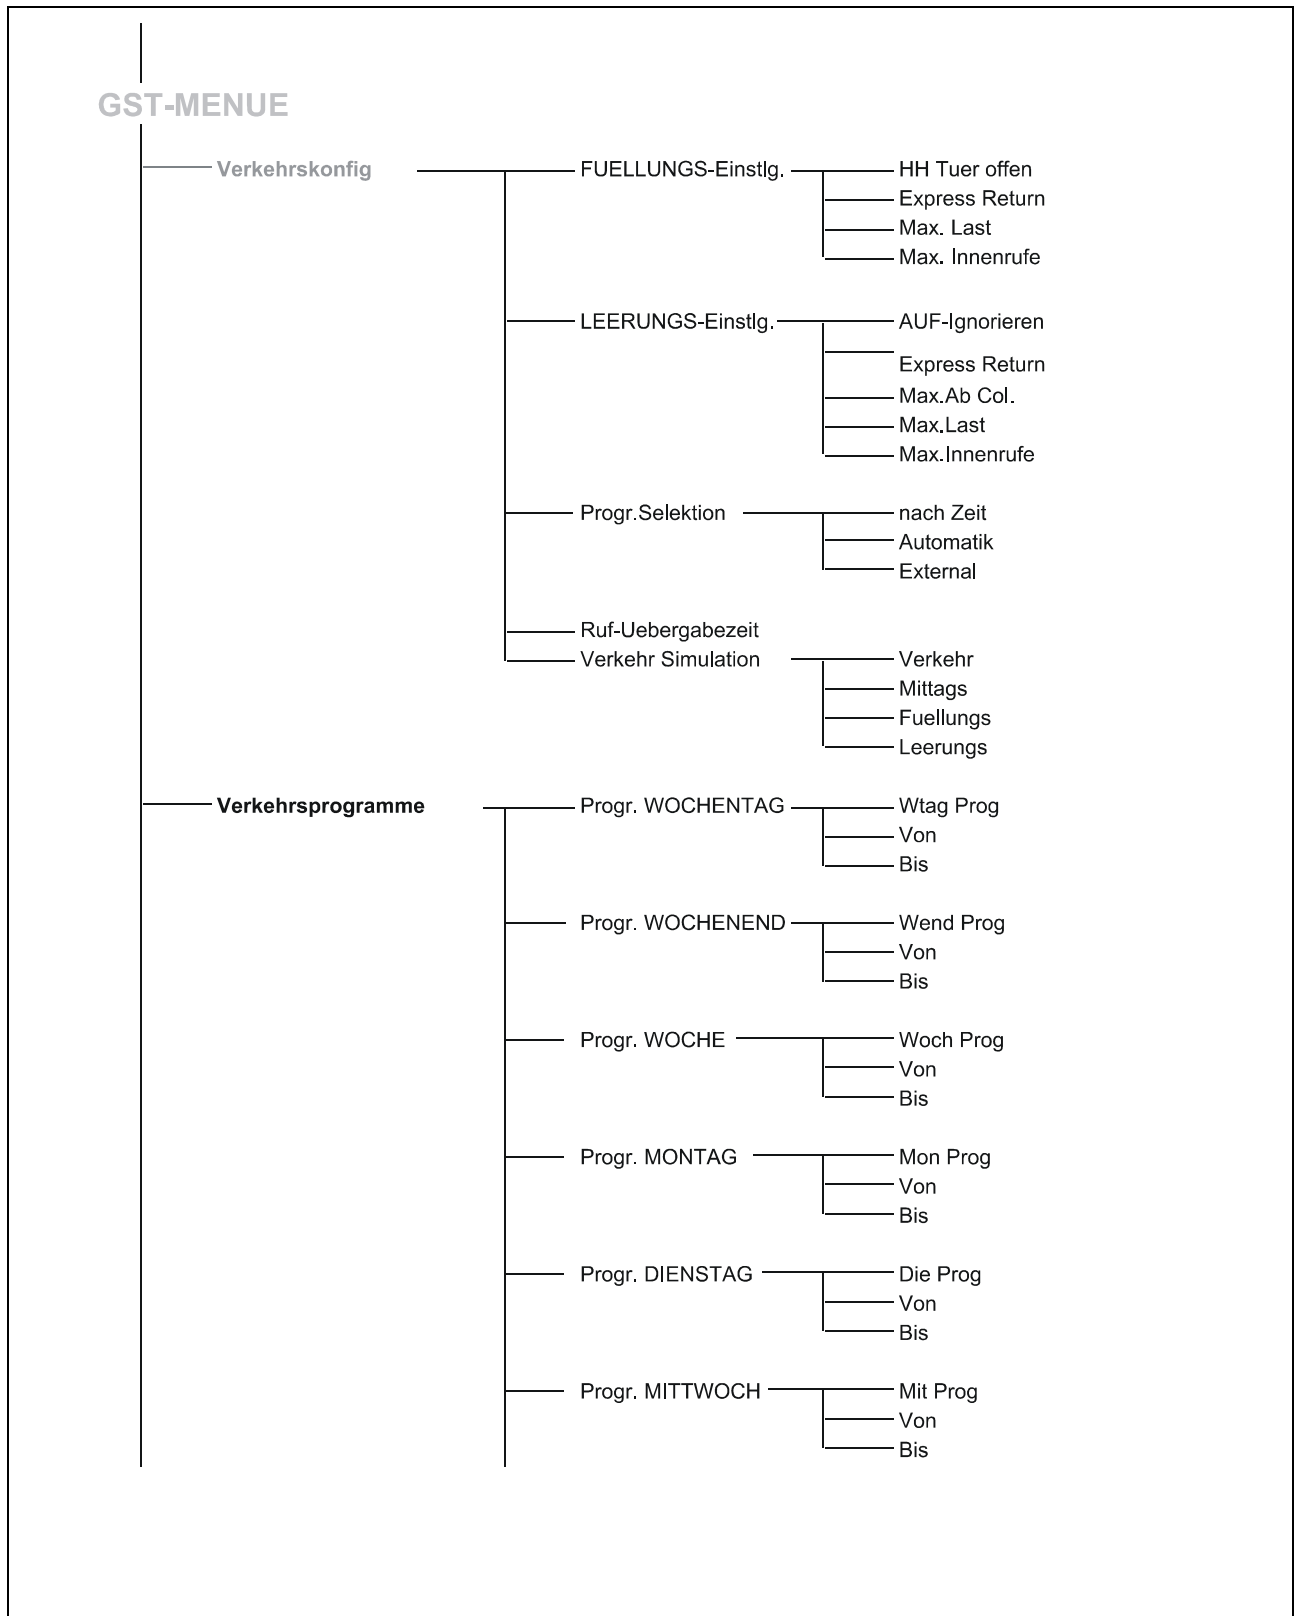 GST-MENUE
Verkehrskonfig FUELLUNGS-Einstlg. HH Tuer offen
Express Return
Max. Last
Max. Innenrufe
LEERUNGS-Einstlg. AUF-Ignorieren
Express Return
Max.Ab Col.
Max.Last
Max.Innenrufe
Progr.Selektion nach Zeit
Automatik
External
Ruf-Uebergabezeit
Verkehr Simulation Verkehr
Mittags
Fuellungs
Leerungs
Verkehrsprogramme Progr. WOCHENTAG Wtag Prog
Von
Bis
Progr. WOCHENEND Wend Prog
Von
Bis
Progr. WOCHE Woch Prog
Von
Bis
Progr. MONTAG Mon Prog
Von
Bis
Progr. DIENSTAG Die Prog
Von
Bis
Progr. MITTWOCH Mit Prog
Von
Bis